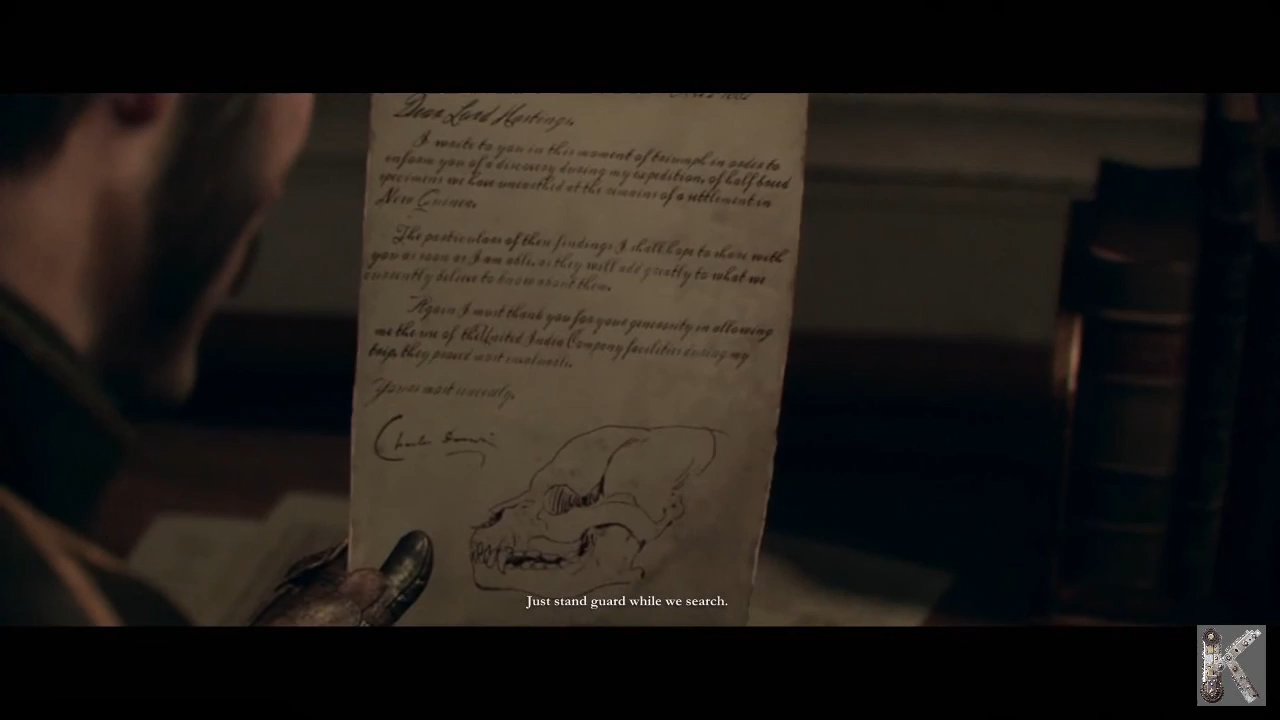 Dear Lord Hastings,
I write to you in this moment of triumph in order to
inform you of a discovery during my expedition, of half breed
specimens we have unearthed at the remains of a settlement in
New Guinea.
The particulars of then findings I shall hope to share with
you as soon as I am able, as they will add greatly to what we
currently believe to know about them.
Again I must thank you for your generosity in allowing
me the use of the United India Company facilities during my
trip, they proved most invaluable.
Yours most sincerely,
Charles Darwin
Just stand guard while we search.
K